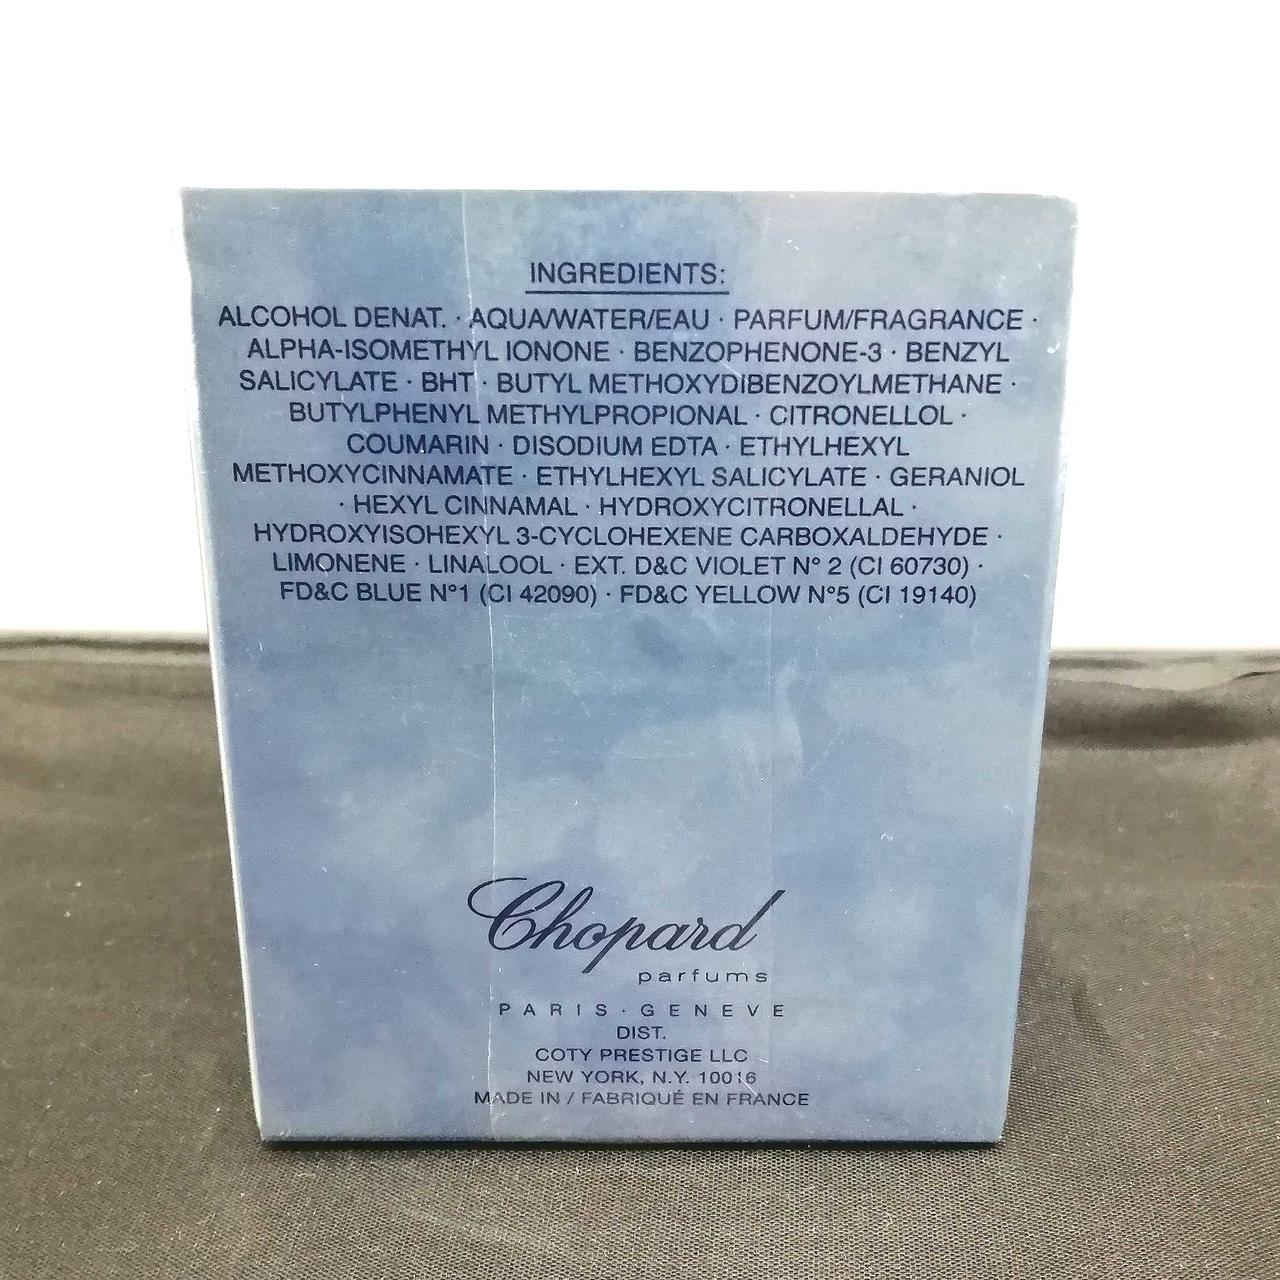 INGREDIENTS:
ALCOHOL DENAT. · AQUA/WATER/EAU · PARFUM/FRAGRANCE ·
ALPHA-ISOMETHYL IONONE · BENZOPHENONE-3 · BENZYL
SALICYLATE · BHT · BUTYL METHOXYDIBENZOYLMETHANE ·
BUTYLPHENYL METHYLPROPIONAL · CITRONELLOL ·
COUMARIN · DISODIUM EDTA · ETHYLHEXYL
METHOXYCINNAMATE · ETHYLHEXYL SALICYLATE · GERANIOL
· HEXYL CINNAMAL · HYDROXYCITRONELLAL ·
HYDROXYISOHEXYL 3-CYCLOHEXENE CARBOXALDEHYDE ·
LIMONENE · LINALOOL · EXT. D&C VIOLET N° 2 (CI 60730) ·
FD&C BLUE N°1 (CI 42090) · FD&C YELLOW N°5 (CI 19140)
Chopard
parfums
PARIS · GENEVE
DIST.
COTY PRESTIGE LLC
NEW YORK, N.Y. 10016
MADE IN / FABRIQUÉ EN FRANCE